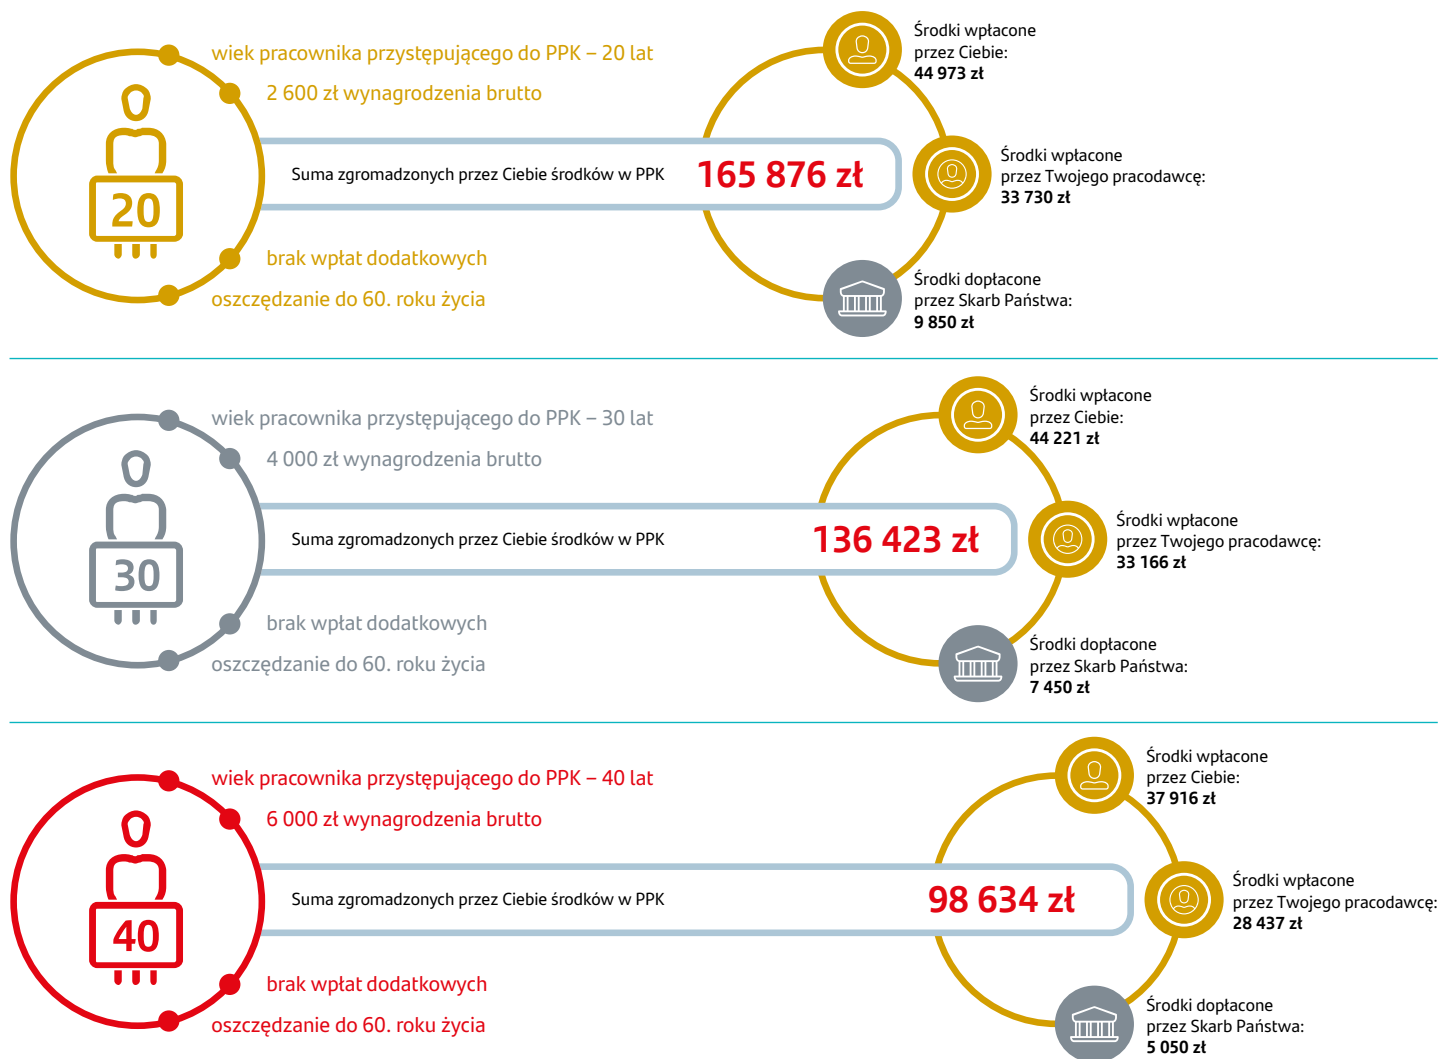 wiek pracownika przystępującego do PPK – 20 lat
2 600 zł wynagrodzenia brutto
20
Suma zgromadzonych przez Ciebie środków w PPK
165 876 zł
brak wpłat dodatkowych
oszczędzanie do 60. roku życia
Środki wpłacone
przez Ciebie:
44 973 zł
Środki wpłacone
przez Twojego pracodawcę:
33 730 zł
Środki dopłacone
przez Skarb Państwa:
9 850 zł
wiek pracownika przystępującego do PPK – 30 lat
4 000 zł wynagrodzenia brutto
30
Suma zgromadzonych przez Ciebie środków w PPK
136 423 zł
brak wpłat dodatkowych
oszczędzanie do 60. roku życia
Środki wpłacone
przez Ciebie:
44 221 zł
Środki wpłacone
przez Twojego pracodawcę:
33 166 zł
Środki dopłacone
przez Skarb Państwa:
7 450 zł
wiek pracownika przystępującego do PPK – 40 lat
6 000 zł wynagrodzenia brutto
40
Suma zgromadzonych przez Ciebie środków w PPK
98 634 zł
brak wpłat dodatkowych
oszczędzanie do 60. roku życia
Środki wpłacone
przez Ciebie:
37 916 zł
Środki wpłacone
przez Twojego pracodawcę:
28 437 zł
Środki dopłacone
przez Skarb Państwa:
5 050 zł